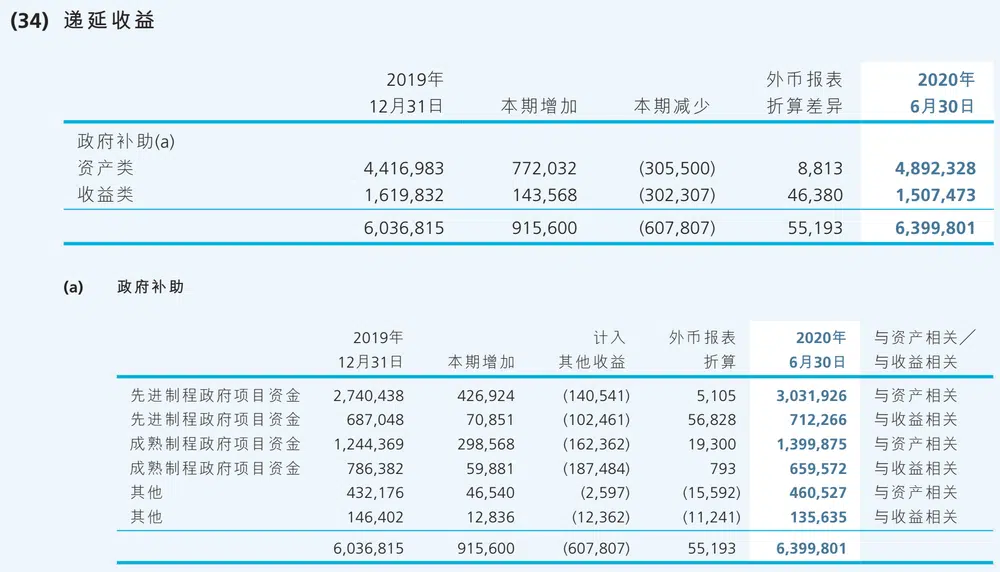 (34) 递延收益
2019年 外币报表 2020年
12月31日 本期增加 本期减少 折算差异 6月30日
政府补助(a)
资产类 4,416,983 772,032 (305,500) 8,813 4,892,328
收益类 1,619,832 143,568 (302,307) 46,380 1,507,473
6,036,815 915,600 (607,807) 55,193 6,399,801
(a) 政府补助
2019年 计入 外币报表 2020年 与资产相关／
12月31日 本期增加 其他收益 折算 6月30日 与收益相关
先进制程政府项目资金 2,740,438 426,924 (140,541) 5,105 3,031,926 与资产相关
先进制程政府项目资金 687,048 70,851 (102,461) 56,828 712,266 与收益相关
成熟制程政府项目资金 1,244,369 298,568 (162,362) 19,300 1,399,875 与资产相关
成熟制程政府项目资金 786,382 59,881 (187,484) 793 659,572 与收益相关
其他 432,176 46,540 (2,597) (15,592) 460,527 与资产相关
其他 146,402 12,836 (12,362) (11,241) 135,635 与收益相关
6,036,815 915,600 (607,807) 55,193 6,399,801